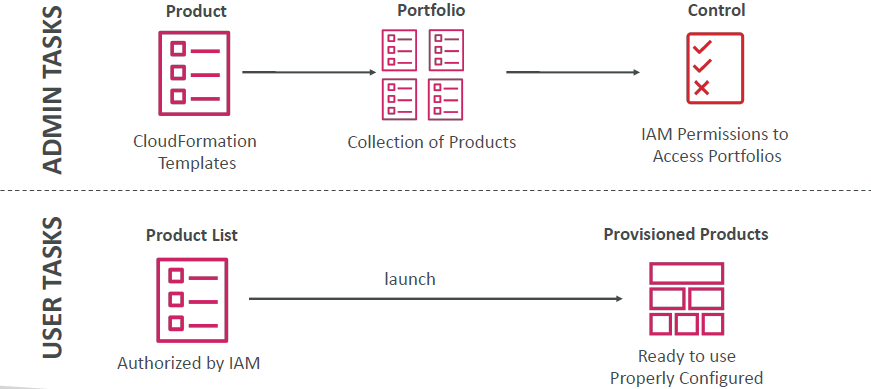 ADMIN TASKS
Product
Portfolio
Control
CloudFormation
Templates
Collection of Products
IAM Permissions to
Access Portfolios
USER TASKS
Product List
launch
Provisioned Products
Authorized by IAM
Ready to use
Properly Configured